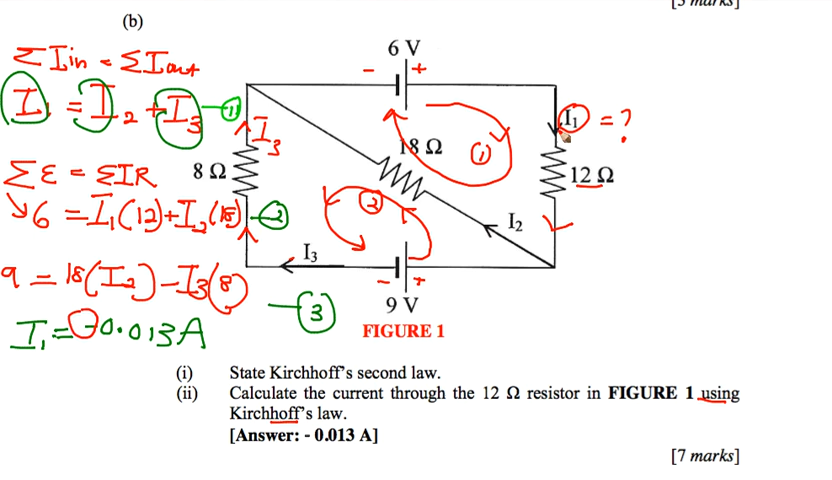 [5 marks]
(b)
ΣIin = ΣIout
I1 = I2 + I3 —(1)
Σε = ΣIR
6 = I1(12) + I2(18) —(2)
9 = 18(I2) – I3(8) —(3)
I1 = -0.013A
6 V
- +
I3
8 Ω
18 Ω
(1)
I1 = ?
12 Ω
(2)
I2
I3
- +
9 V
FIGURE 1
(i) State Kirchhoff's second law.
(ii) Calculate the current through the 12 Ω resistor in FIGURE 1 using
Kirchhoff's law.
[Answer: - 0.013 A]
[7 marks]